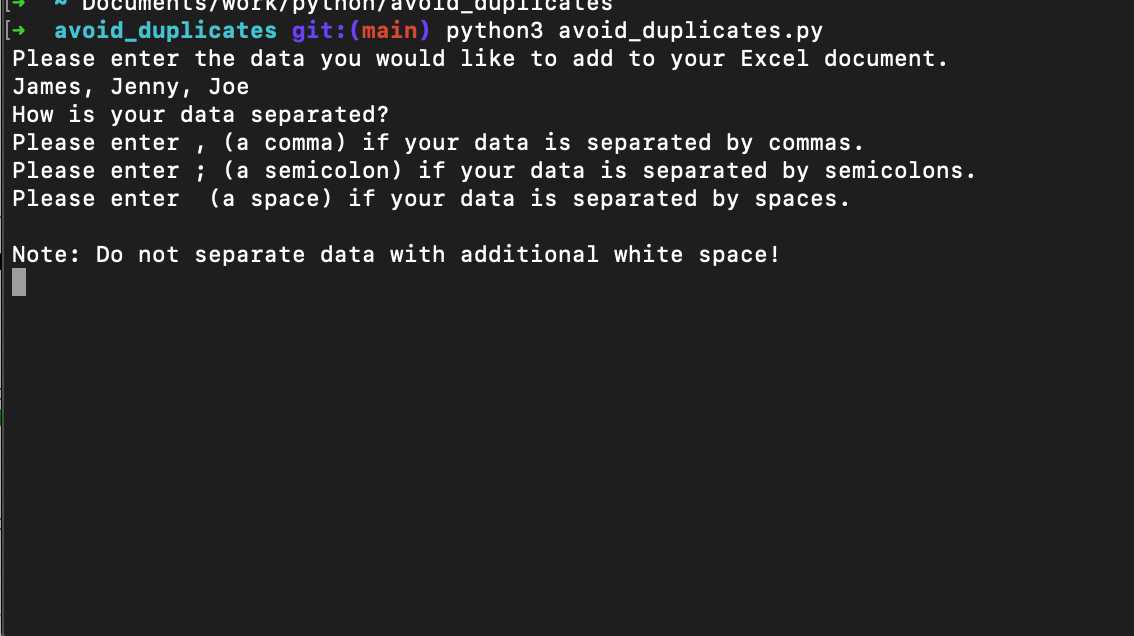 [→ ~ Documents/work/python/avoid_duplicates
[→ avoid_duplicates git:(main) python3 avoid_duplicates.py
Please enter the data you would like to add to your Excel document.
James, Jenny, Joe
How is your data separated?
Please enter , (a comma) if your data is separated by commas.
Please enter ; (a semicolon) if your data is separated by semicolons.
Please enter  (a space) if your data is separated by spaces.
Note: Do not separate data with additional white space!